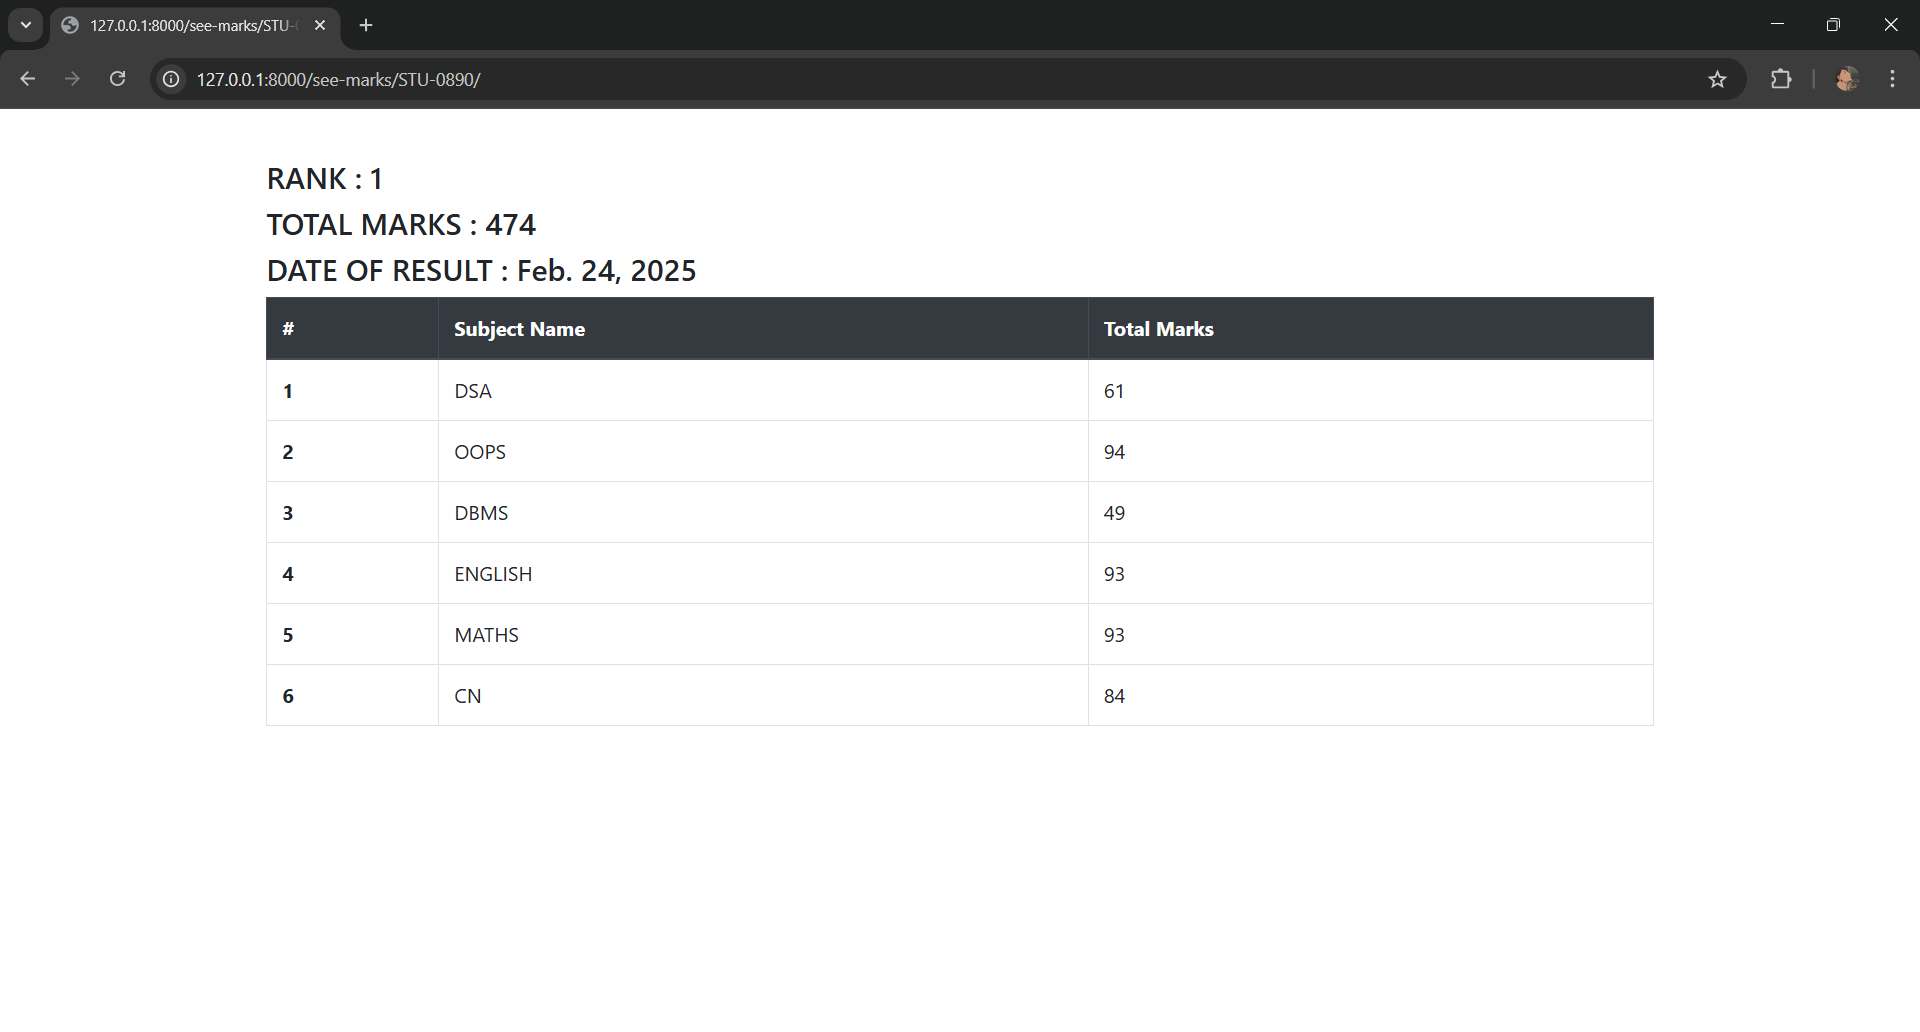 127.0.0.1:8000/see-marks/STU-
127.0.0.1:8000/see-marks/STU-0890/
RANK : 1
TOTAL MARKS : 474
DATE OF RESULT : Feb. 24, 2025
# Subject Name Total Marks
1 DSA 61
2 OOPS 94
3 DBMS 49
4 ENGLISH 93
5 MATHS 93
6 CN 84